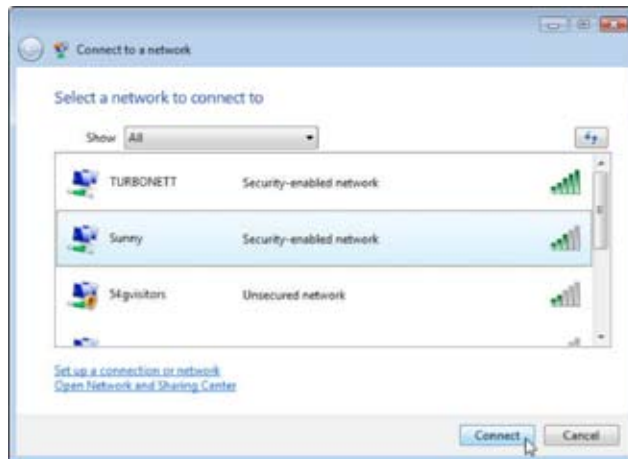 Connect to a network
Select a network to connect to
Show All
TURBONETT Security-enabled network
Sunny Security-enabled network
54gvisitors Unsecured network
Set up a connection or network
Open Network and Sharing Center
Connect Cancel